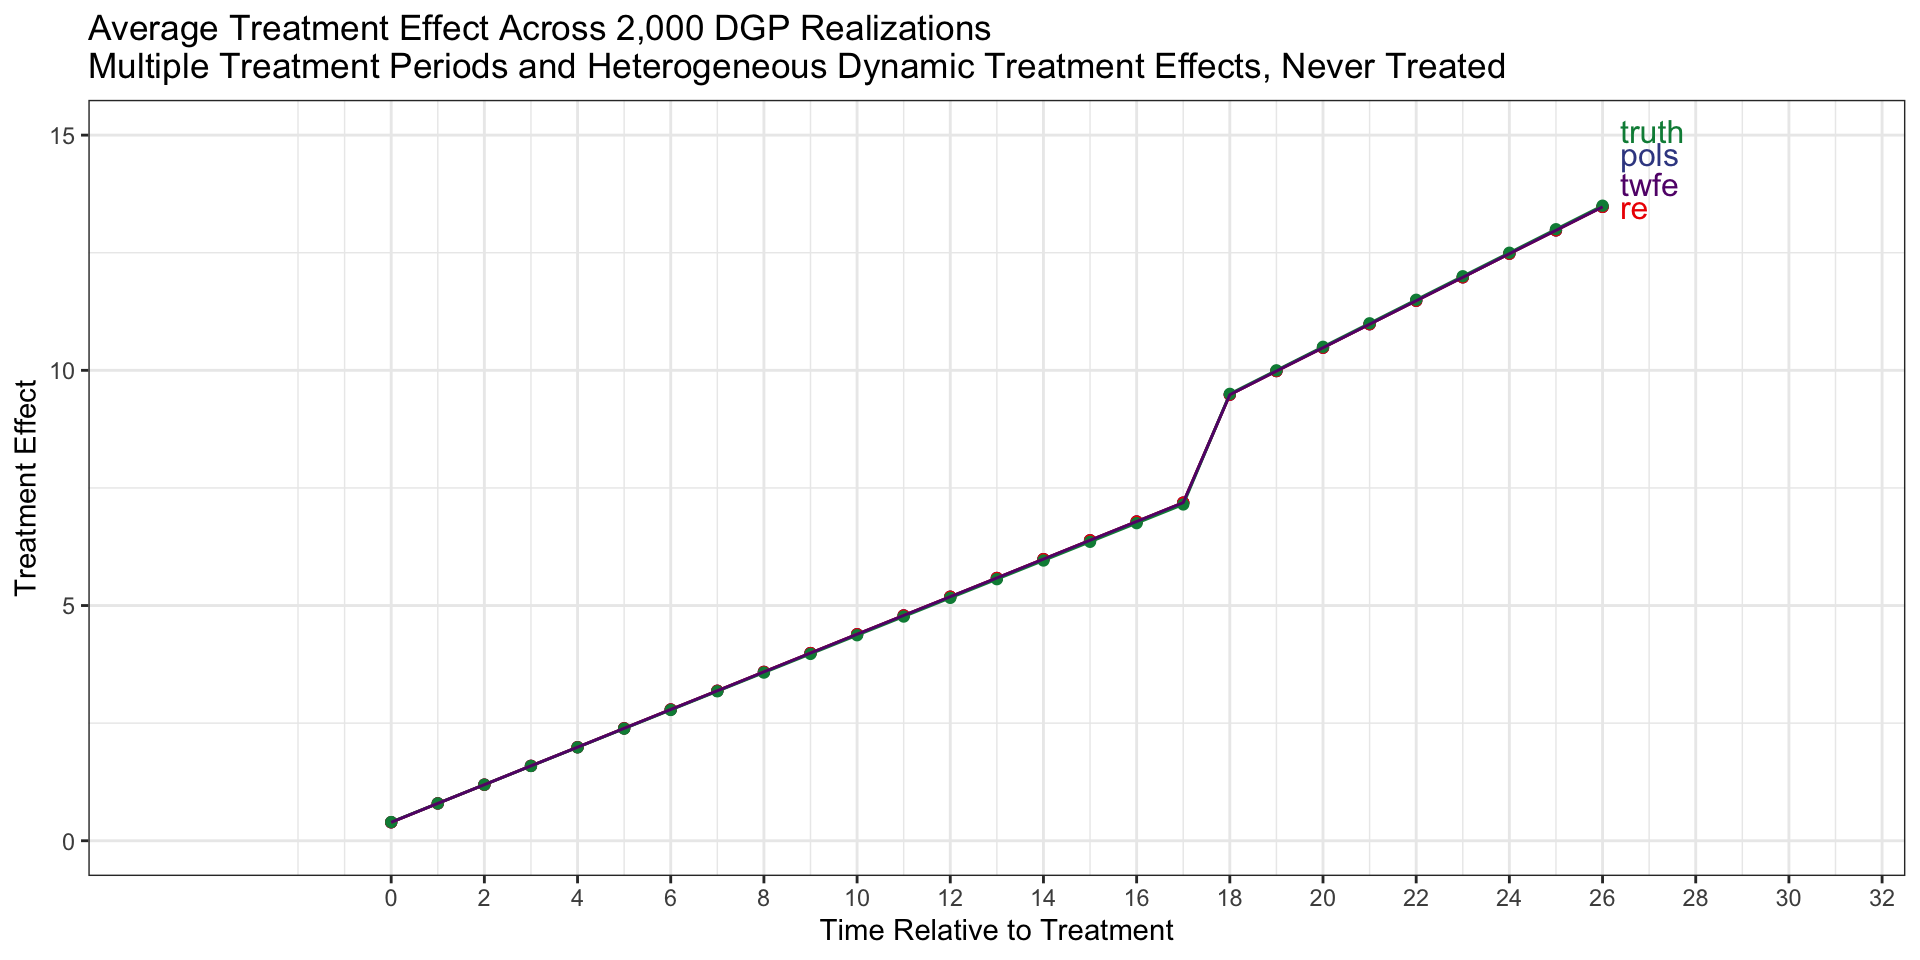 Average Treatment Effect Across 2,000 DGP Realizations
Multiple Treatment Periods and Heterogeneous Dynamic Treatment Effects, Never Treated
15
10
5
0
Treatment Effect
truth
pols
twfe
re
0 2 4 6 8 10 12 14 16 18 20 22 24 26 28 30 32
Time Relative to Treatment